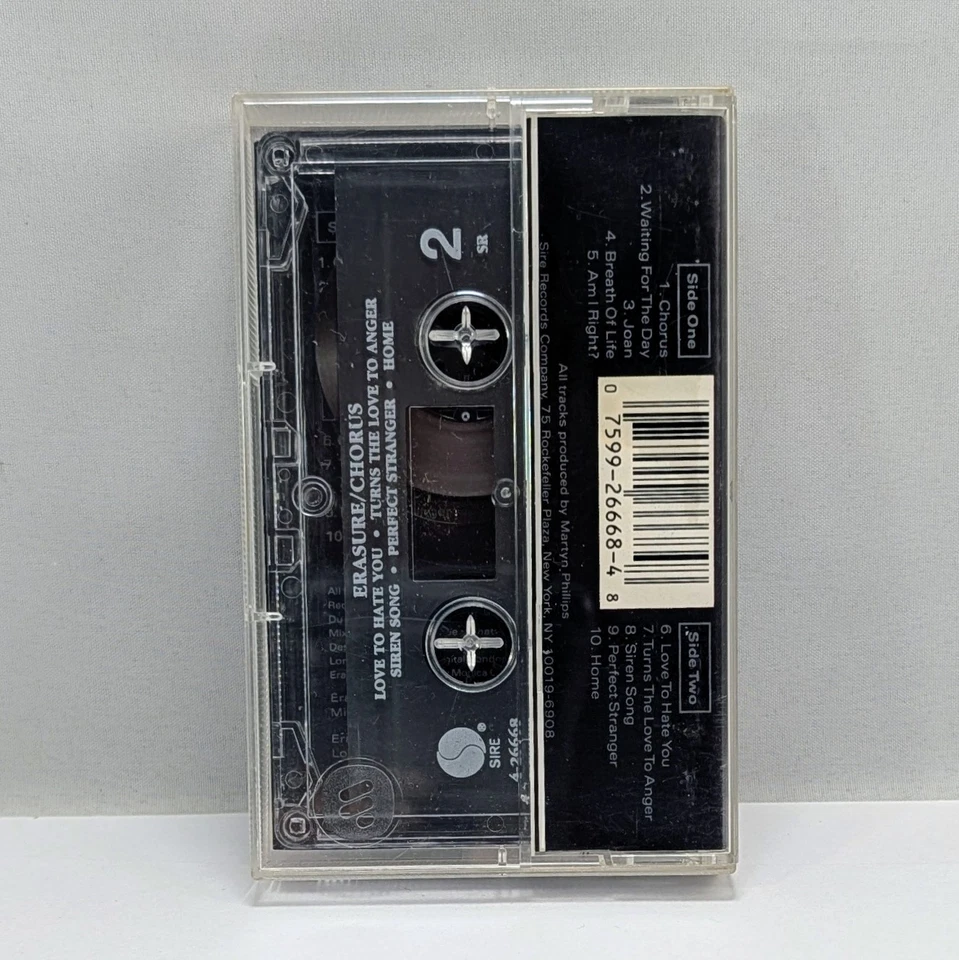 2
SR
ERASURE/CHORUS
LOVE TO HATE YOU • TURNS THE LOVE TO ANGER
SIREN SONG • PERFECT STRANGER • HOME
SIRE ®
4-26668
Side One
1. Chorus
2. Waiting For The Day
3. Joan
4. Breath Of Life
5. Am I Right?
0 7599-26668-4 8
Side Two
6. Love To Hate You
7. Turns The Love To Anger
8. Siren Song
9. Perfect Stranger
10. Home
All tracks produced by Martyn Phillips
Sire Records Company, 75 Rockefeller Plaza, New York, NY 10019-6908